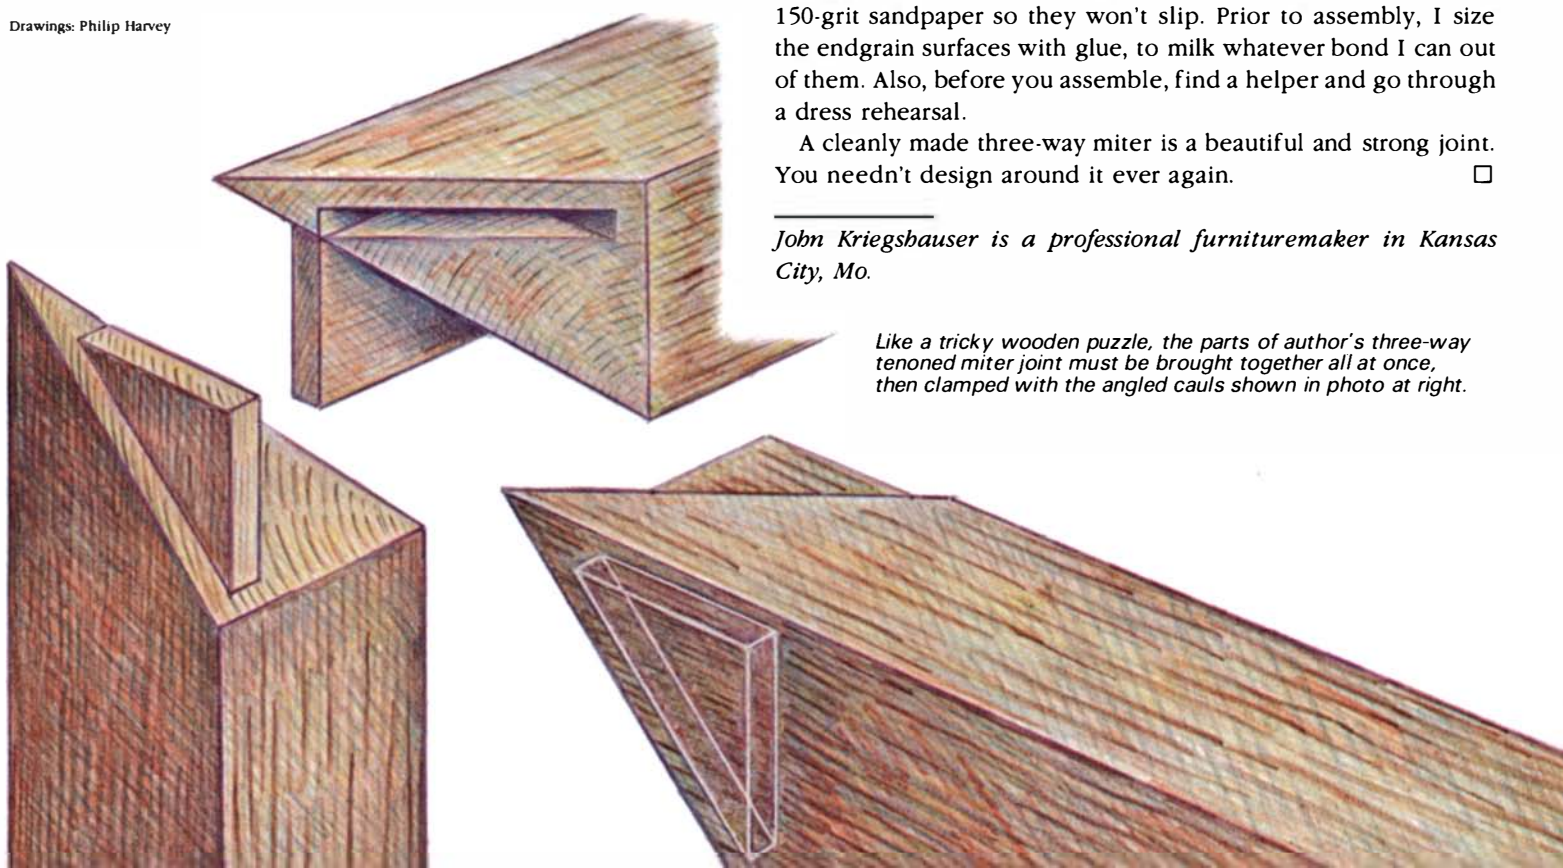 Drawings: Philip Harvey
150-grit sandpaper so they won't slip. Prior to assembly, I size
the endgrain surfaces with glue, to milk whatever bond I can out
of them. Also, before you assemble, find a helper and go through
a dress rehearsal.
A cleanly made three-way miter is a beautiful and strong joint.
You needn't design around it ever again. □
John Kriegshauser is a professional furnituremaker in Kansas
City, Mo.
Like a tricky wooden puzzle, the parts of author's three-way
tenoned miter joint must be brought together all at once,
then clamped with the angled cauls shown in photo at right.